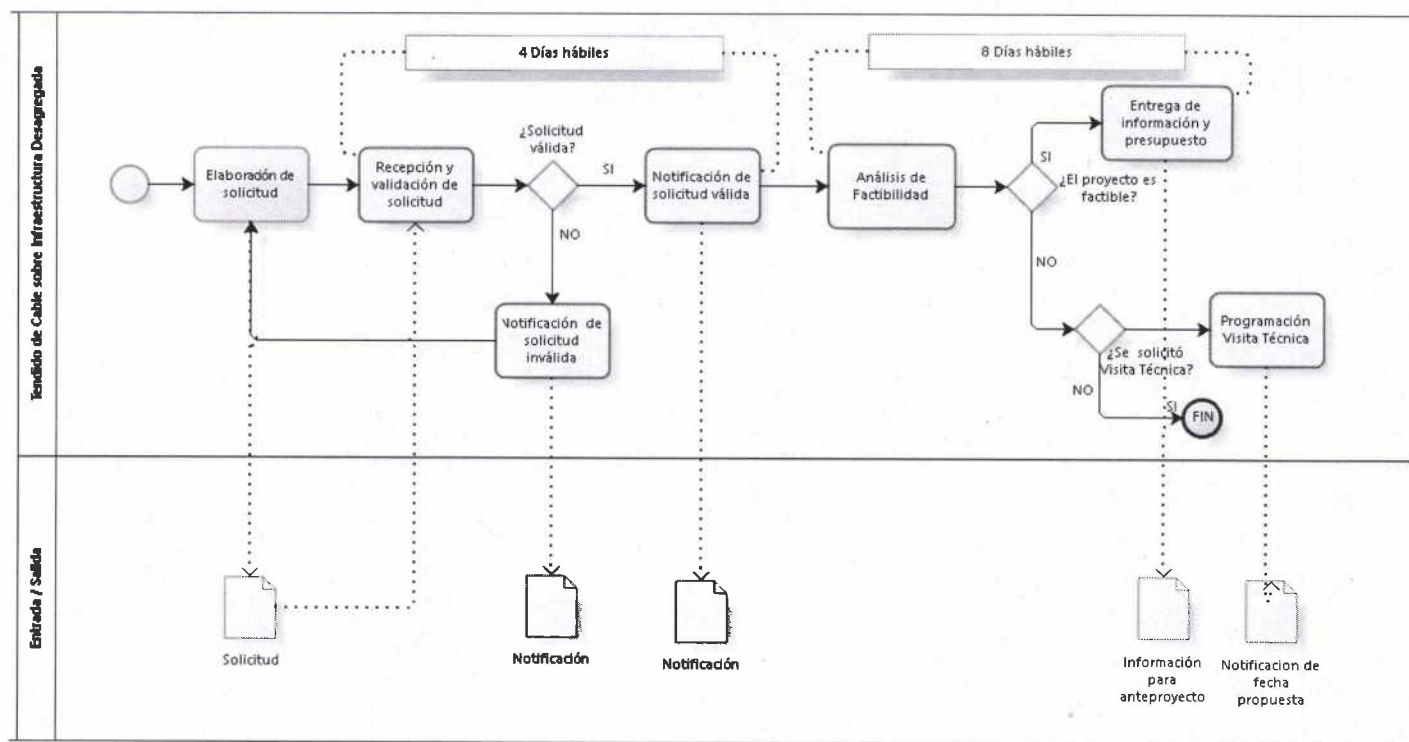 Tendido de Cable sobre Infraestructura Desagregada
4 Días hábiles
8 Días hábiles
Elaboración de
solicitud
Recepción y
validación de
solicitud
¿Solicitud
válida?
SI
NO
Notificación de
solicitud válida
Notificación de
solicitud
inválida
Análisis de
Factibilidad
SI
¿El proyecto es
factible?
NO
Entrega de
información y
presupuesto
¿Se solicitó
Visita Técnica?
NO
SI
Programación
Visita Técnica
FIN
Entrada / Salida
Solicitud
Notificación
Notificación
Información
para
anteproyecto
Notificacion de
fecha
propuesta